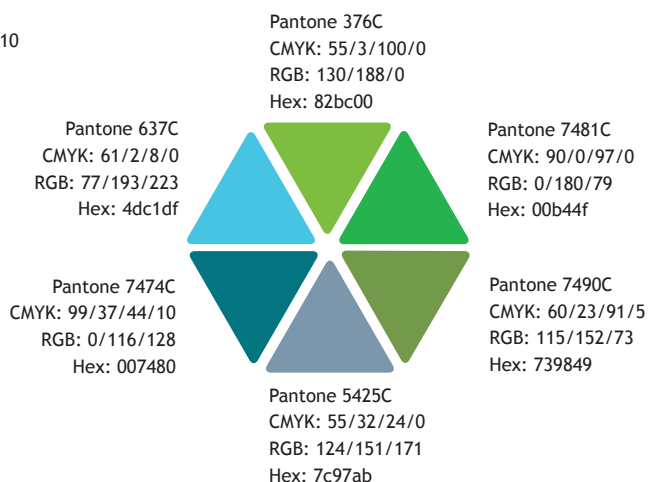 10
Pantone 376C
CMYK: 55/3/100/0
RGB: 130/188/0
Hex: 82bc00
Pantone 637C
CMYK: 61/2/8/0
RGB: 77/193/223
Hex: 4dc1df
Pantone 7481C
CMYK: 90/0/97/0
RGB: 0/180/79
Hex: 00b44f
Pantone 7474C
CMYK: 99/37/44/10
RGB: 0/116/128
Hex: 007480
Pantone 7490C
CMYK: 60/23/91/5
RGB: 115/152/73
Hex: 739849
Pantone 5425C
CMYK: 55/32/24/0
RGB: 124/151/171
Hex: 7c97ab